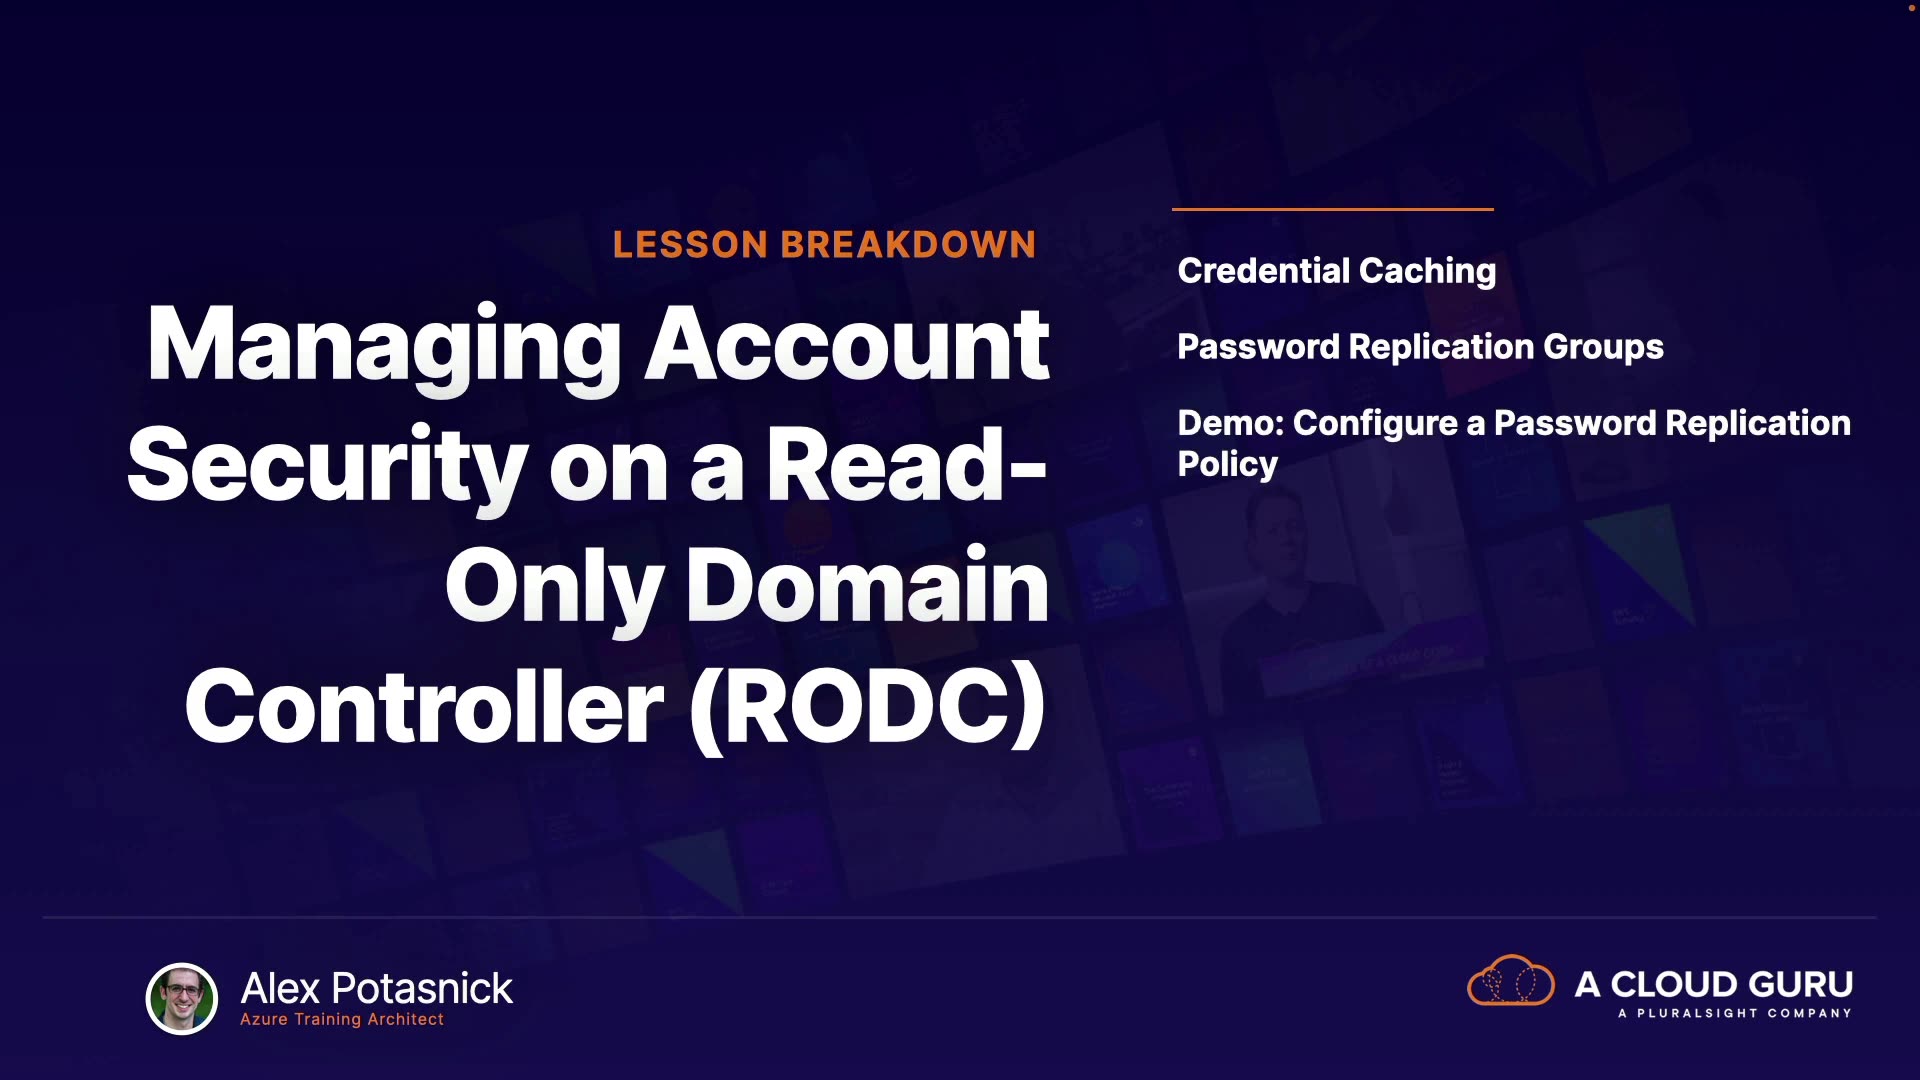 LESSON BREAKDOWN
Managing Account
Security on a Read-
Only Domain
Controller (RODC)
Credential Caching
Password Replication Groups
Demo: Configure a Password Replication
Policy
Alex Potasnick
Azure Training Architect
A CLOUD GURU
A PLURALSIGHT COMPANY